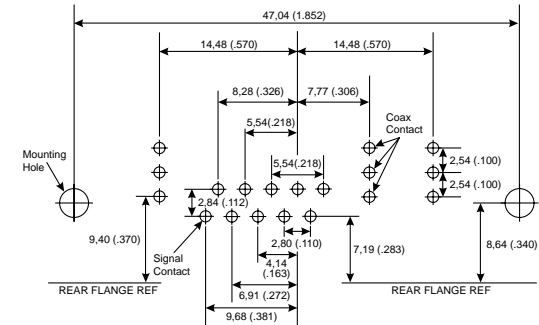 47,04 (1.852)
14,48 (.570)
14,48 (.570)
8,28 (.326)
7,77 (.306)
5,54(.218)
Coax
Contact
Mounting
Hole
5,54(.218)
2,54 (.100)
2,54 (.100)
2,84 (.112)
9,40 (.370)
Signal
Contact
2,80 (.110)
7,19 (.283)
8,64 (.340)
4,14
(.163)
REAR FLANGE REF
6,91 (.272)
REAR FLANGE REF
9,68 (.381)